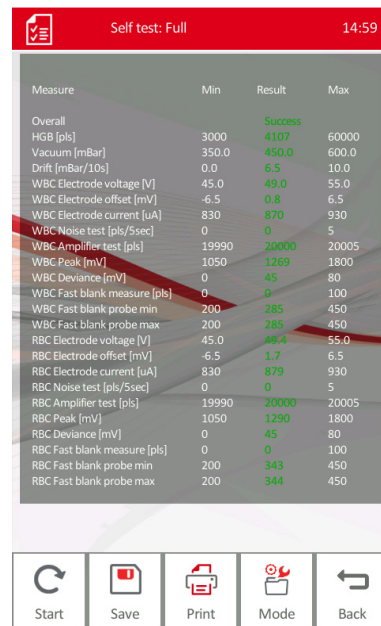 Self test: Full 14:59
Measure Min Result Max
Overall Success
HGB [pls] 3000 4107 60000
Vacuum [mBar] 350.0 450.0 600.0
Drift [mBar/10s] 0.0 6.5 10.0
WBC Electrode voltage [V] 45.0 49.0 55.0
WBC Electrode offset [mV] -6.5 0.8 6.5
WBC Electrode current [uA] 830 870 930
WBC Noise test [pls/5sec] 0 0 5
WBC Amplifier test [pls] 19990 20000 20005
WBC Peak [mV] 1050 1269 1800
WBC Deviance [mV] 0 45 80
WBC Fast blank measure [pls] 0 0 100
WBC Fast blank probe min 200 285 450
WBC Fast blank probe max 200 285 450
RBC Electrode voltage [V] 45.0 49.4 55.0
RBC Electrode offset [mV] -6.5 1.7 6.5
RBC Electrode current [uA] 830 879 930
RBC Noise test [pls/5sec] 0 0 5
RBC Amplifier test [pls] 19990 20000 20005
RBC Peak [mV] 1050 1290 1800
RBC Deviance [mV] 0 45 80
RBC Fast blank measure [pls] 0 0 100
RBC Fast blank probe min 200 343 450
RBC Fast blank probe max 200 344 450
Start Save Print Mode Back